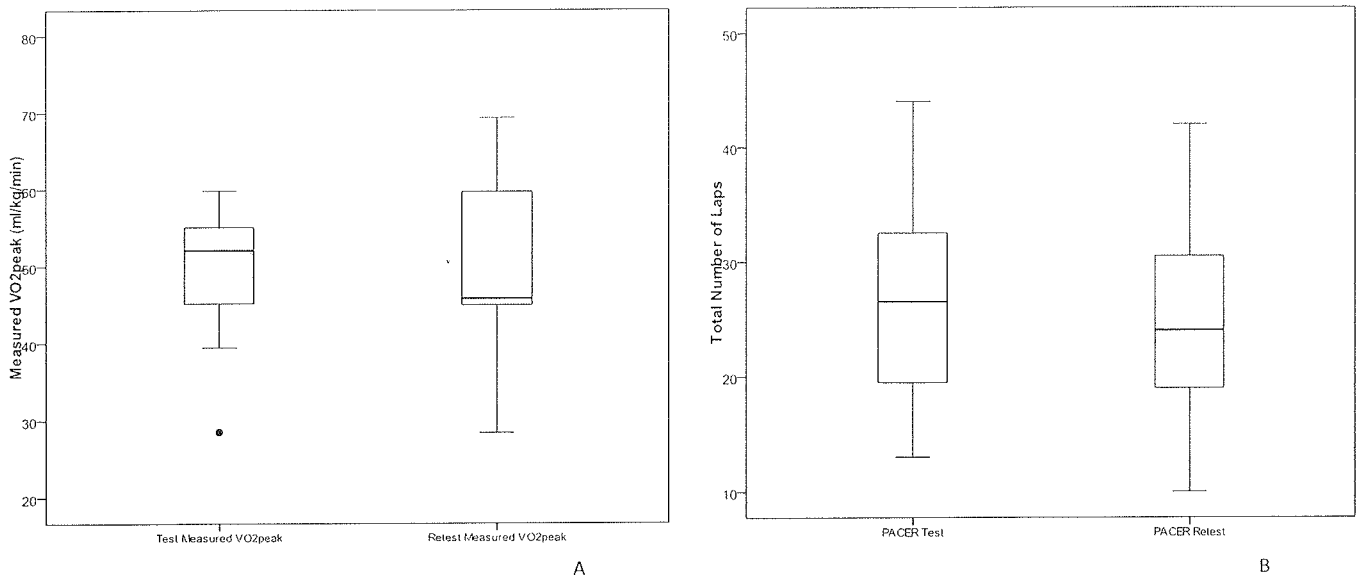 80
70
60
50
40
30
20
Measured VO2peak (ml/kg/min)
Test Measured VO2peak
Retest Measured VO2peak
A
50
40
30
20
10
Total Number of Laps
PACER Test
PACER Retest
B